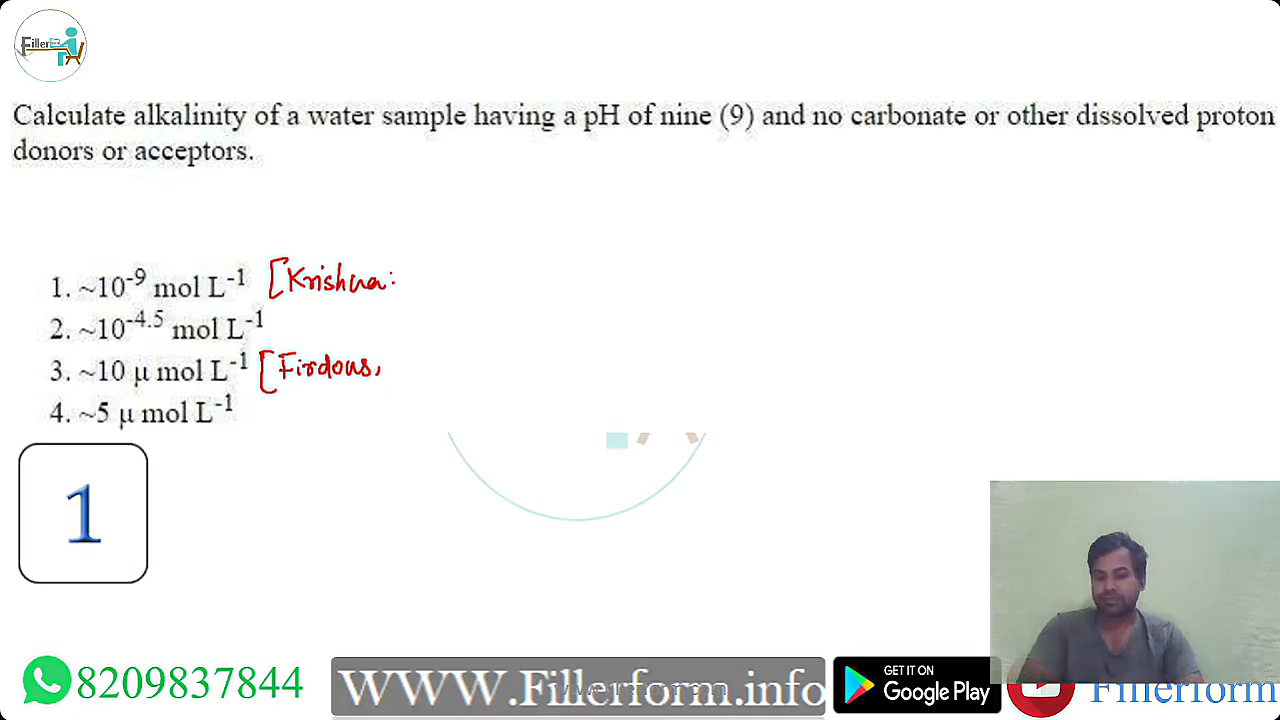 Filler
Calculate alkalinity of a water sample having a pH of nine (9) and no carbonate or other dissolved proton
donors or acceptors.
1. ~10-9 mol L-1 [Krishna:
2. ~10-4.5 mol L-1
3. ~10 µ mol L-1 [Firdous,
4. ~5 µ mol L-1
1
8209837844
WWW.Fillerform.info
GET IT ON
Google Play
Fillerform